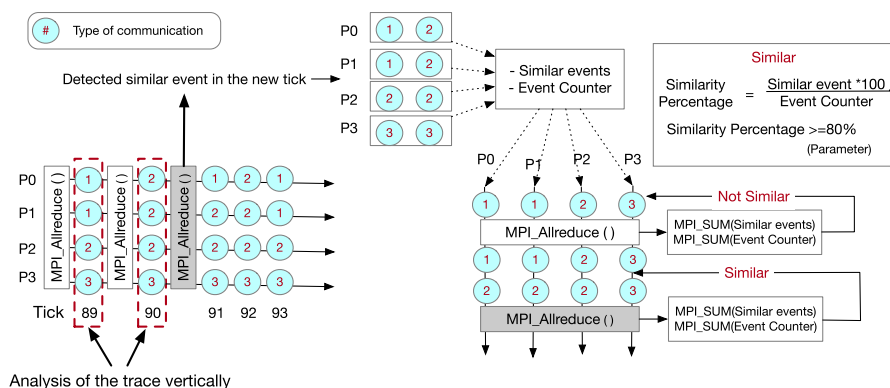 # Type of communication
Detected similar event in the new tick
P0 1 2
P1 1 2
P2 2 2
P3 3 3
- Similar events
- Event Counter
Similar
Similarity Percentage = Similar event *100 / Event Counter
Similarity Percentage >=80%
(Parameter)
P0 P1 P2 P3
1 1 2 3
MPI_Allreduce ( )
1 1 2 3
2 2 2 3
MPI_Allreduce ( )
Not Similar
MPI_SUM(Similar events)
MPI_SUM(Event Counter)
Similar
MPI_SUM(Similar events)
MPI_SUM(Event Counter)
MPI_Allreduce ( )
MPI_Allreduce ( )
MPI_Allreduce ( )
P0 1 2 1 2 1
P1 1 2 2 2 1
P2 2 2 2 2 2
P3 3 3 3 3 3
Tick 89 90 91 92 93
Analysis of the trace vertically